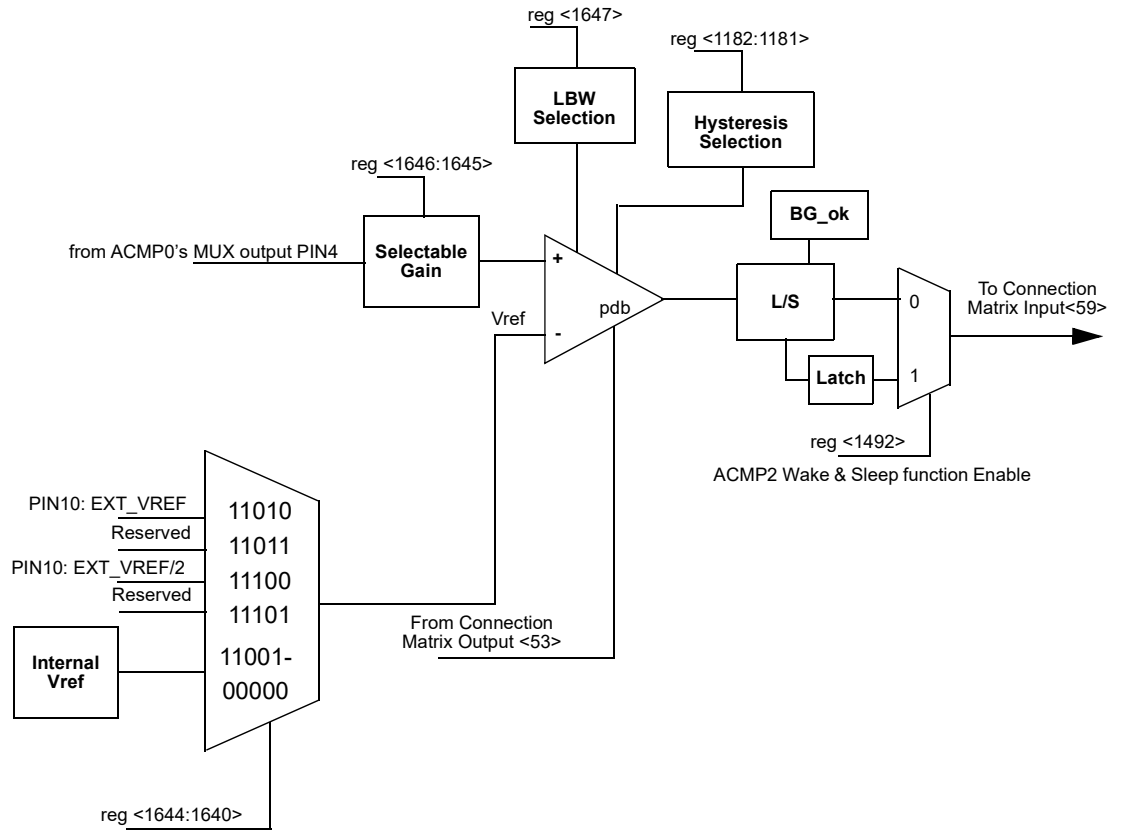 reg <1647>
reg <1182:1181>
LBW
Selection
Hysteresis
Selection
reg <1646:1645>
BG_ok
from ACMP0's MUX output PIN4
Selectable
Gain
+
L/S
To Connection
Matrix Input<59>
0
pdb
Vref
-
Latch
1
reg <1492>
ACMP2 Wake & Sleep function Enable
PIN10: EXT_VREF
11010
Reserved
11011
PIN10: EXT_VREF/2
11100
Reserved
11101
From Connection
Matrix Output <53>
Internal
Vref
11001-
00000
reg <1644:1640>